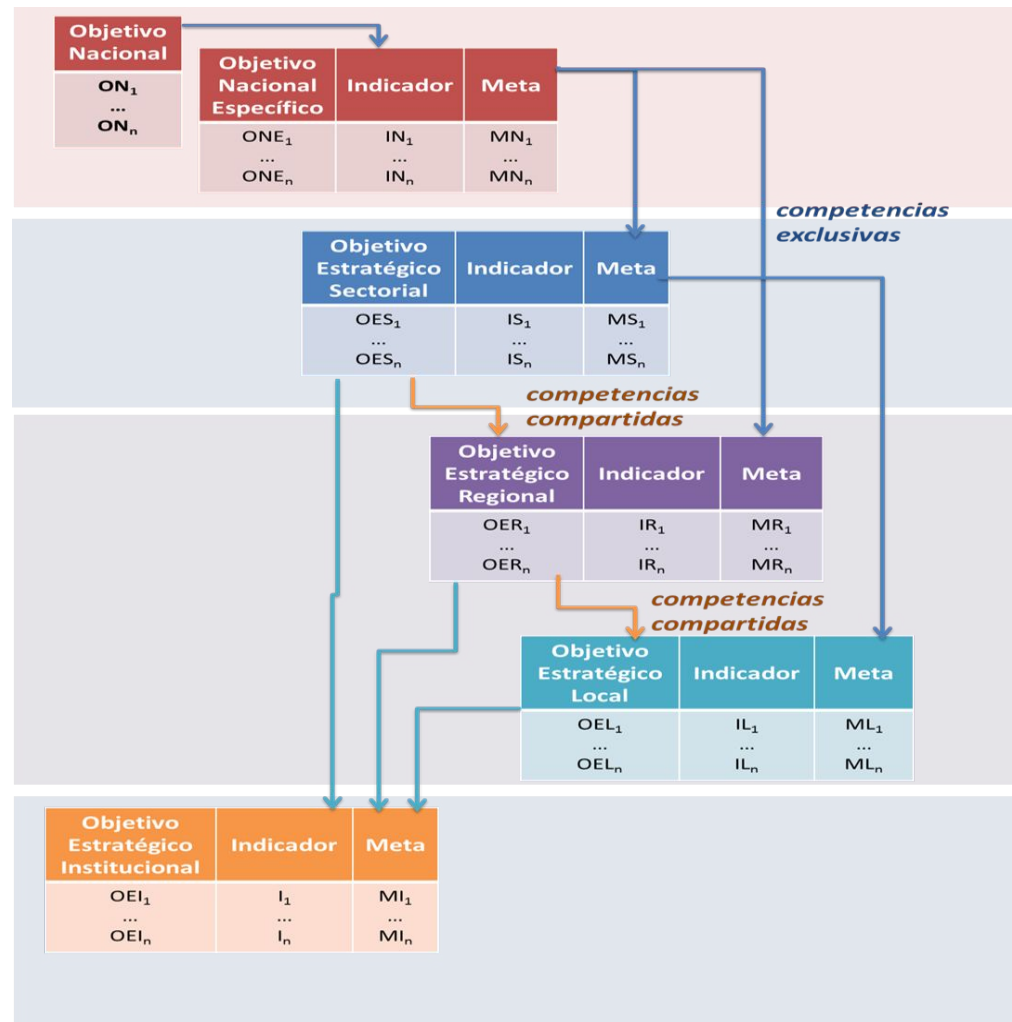 Objetivo
Nacional
ON₁
...
ONₙ
Objetivo
Nacional
Específico
Indicador
Meta
ONE₁
IN₁
MN₁
...
...
...
ONEₙ
INₙ
MNₙ
competencias
exclusivas
Objetivo
Estratégico
Sectorial
Indicador
Meta
OES₁
IS₁
MS₁
...
...
...
OESₙ
ISₙ
MSₙ
competencias
compartidas
Objetivo
Estratégico
Regional
Indicador
Meta
OER₁
IR₁
MR₁
...
...
...
OERₙ
IRₙ
MRₙ
competencias
compartidas
Objetivo
Estratégico
Local
Indicador
Meta
OEL₁
IL₁
ML₁
...
...
...
OELₙ
ILₙ
MLₙ
Objetivo
Estratégico
Institucional
Indicador
Meta
OEI₁
I₁
MI₁
...
...
...
OEIₙ
Iₙ
MIₙ